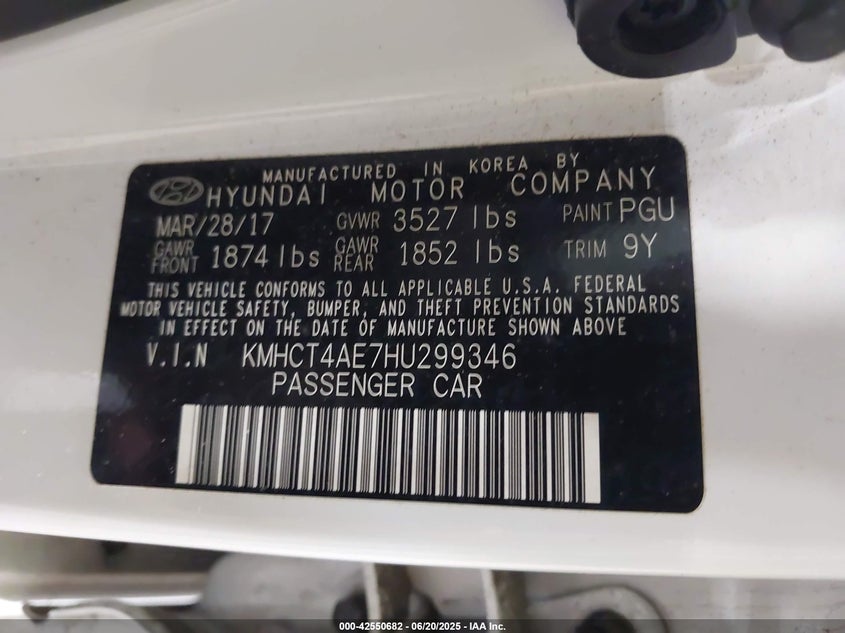 MANUFACTURED IN KOREA BY
HYUNDAI MOTOR COMPANY
MAR/28/17 GVWR 3527 lbs PAINT PGU
GAWR FRONT 1874 lbs GAWR REAR 1852 lbs TRIM 9Y
THIS VEHICLE CONFORMS TO ALL APPLICABLE U.S.A. FEDERAL
MOTOR VEHICLE SAFETY, BUMPER, AND THEFT PREVENTION STANDARDS
IN EFFECT ON THE DATE OF MANUFACTURE SHOWN ABOVE
V.I.N KMHCT4AE7HU299346
PASSENGER CAR
000-42550682 - 06/20/2025 - IAA Inc.